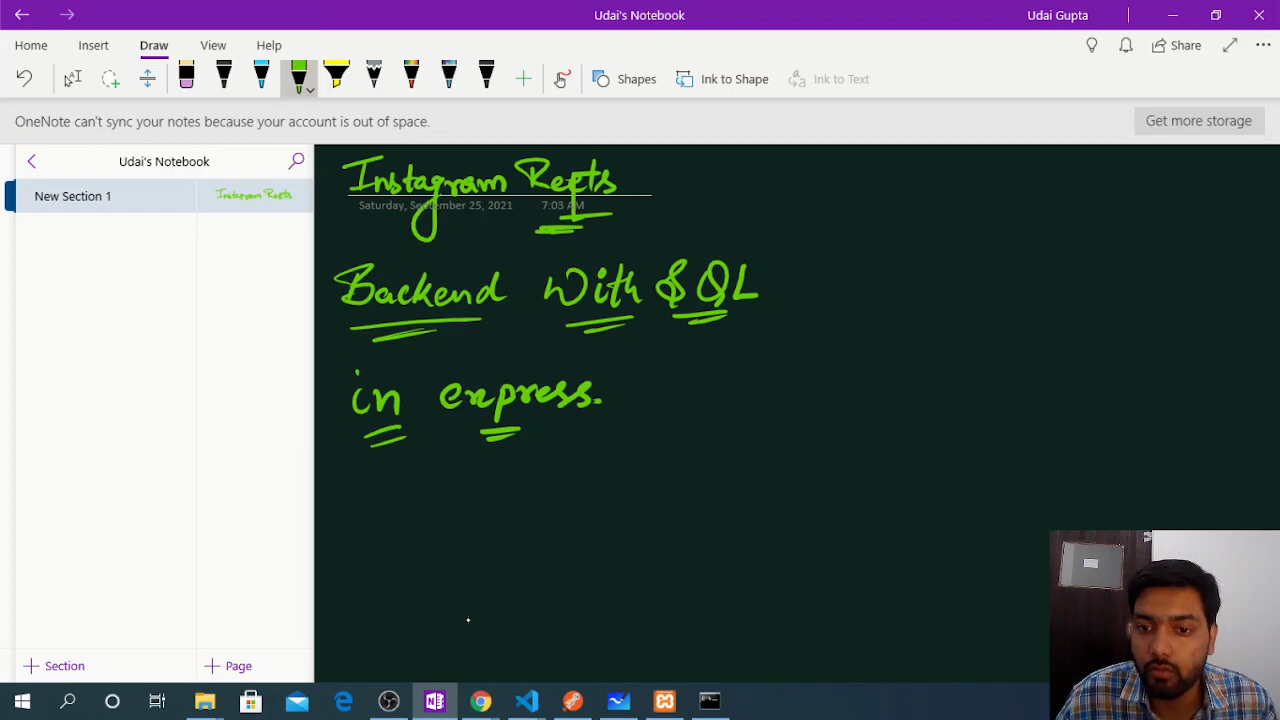 Udai's Notebook
Udai Gupta
Home Insert Draw View Help
Share
Shapes Ink to Shape Ink to Text
OneNote can't sync your notes because your account is out of space.
Get more storage
Udai's Notebook
New Section 1
Instagram Reqts
Instagram Reqts
Saturday, September 25, 2021 7:03 AM
Backend With SQL
in express.
Section
Page